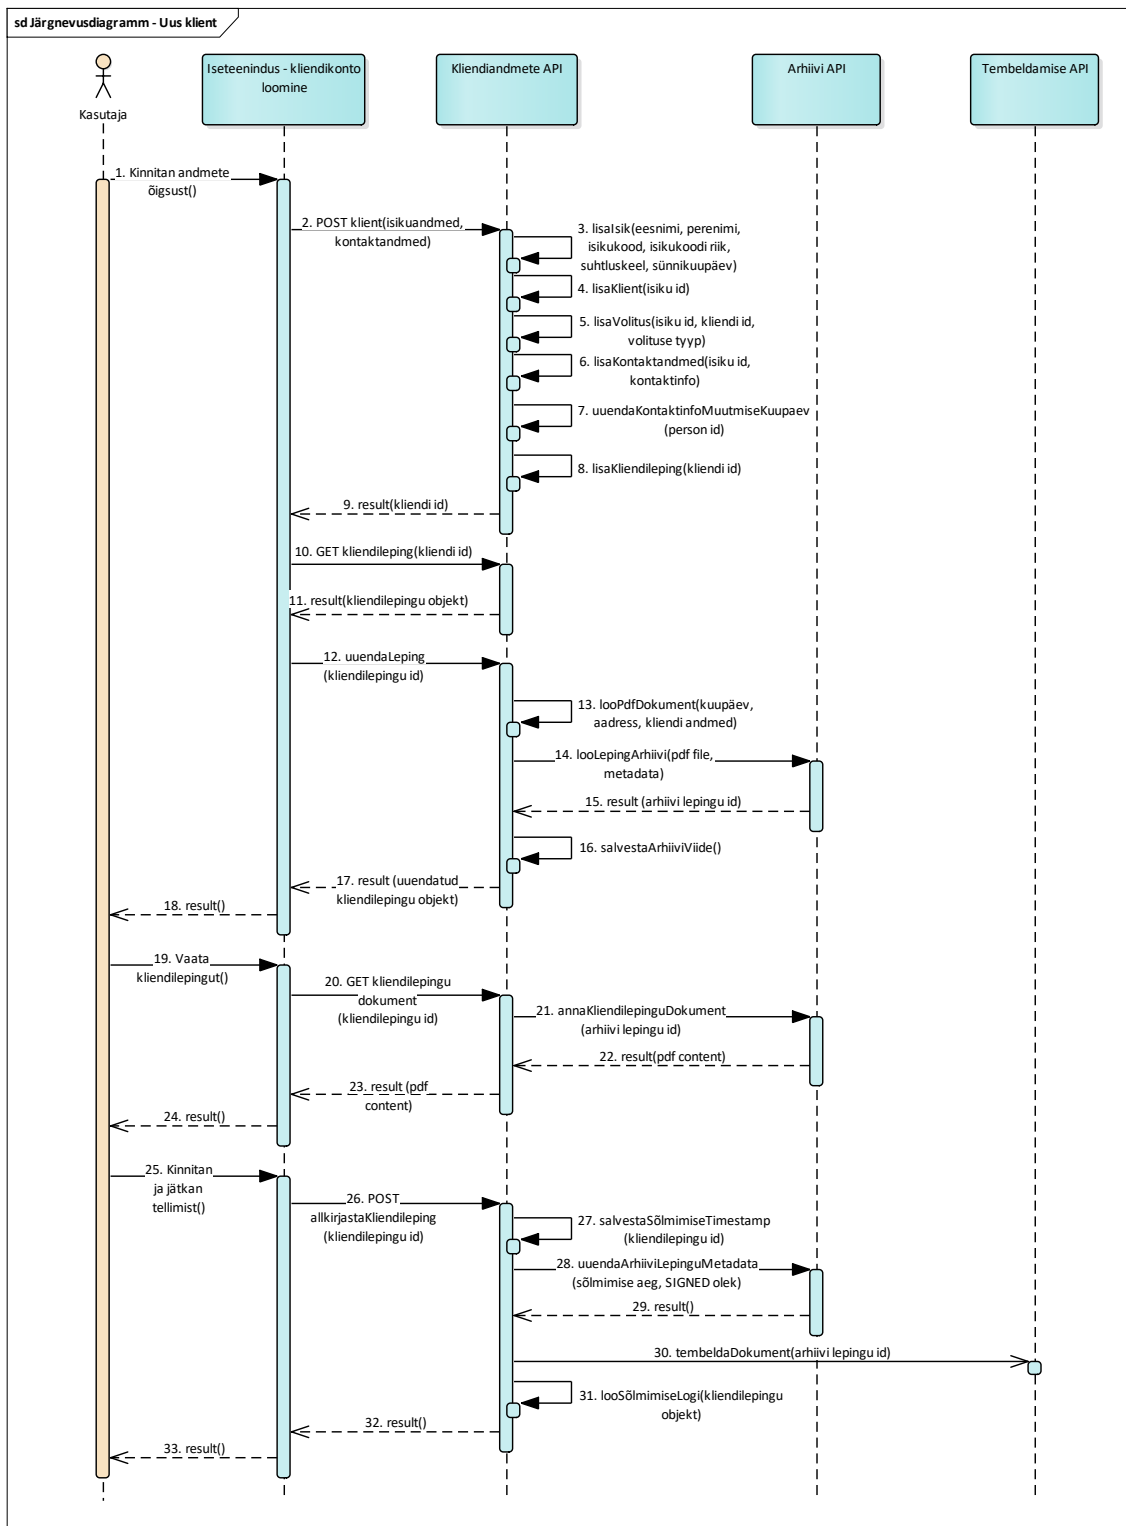 sd Järgnevusdiagramm - Uus klient
Kasutaja
Iseteenindus - kliendikonto
loomine
Kliendiandmete API
Arhiivi API
Tembeldamise API
1. Kinnitan andmete
õigsust()
2. POST klient(isikuandmed,
kontaktandmed)
3. lisaIsik(eesnimi, perenimi,
isikukood, isikukoodi riik,
suhtluskeel, sünnikuupäev)
4. lisaKlient(isiku id)
5. lisaVolitus(isiku id, kliendi id,
volituse tyyp)
6. lisaKontaktandmed(isiku id,
kontaktinfo)
7. uuendaKontaktinfoMuutmiseKuupaev
(person id)
8. lisaKliendileping(kliendi id)
9. result(kliendi id)
10. GET kliendileping(kliendi id)
11. result(kliendilepingu objekt)
12. uuendaLeping
(kliendilepingu id)
13. looPdfDokument(kuupäev,
aadress, kliendi andmed)
14. looLepingArhiivi(pdf file,
metadata)
15. result (arhiivi lepingu id)
16. salvestaArhiiviViide()
17. result (uuendatud
kliendilepingu objekt)
18. result()
19. Vaata
kliendilepingut()
20. GET kliendilepingu
dokument
(kliendilepingu id)
21. annaKliendilepinguDokument
(arhiivi lepingu id)
22. result(pdf content)
23. result (pdf
content)
24. result()
25. Kinnitan
ja jätkan
tellimist()
26. POST
allkirjastaKliendileping
(kliendilepingu id)
27. salvestaSõlmimiseTimestamp
(kliendilepingu id)
28. uuendaArhiiviLepinguMetadata
(sõlmimise aeg, SIGNED olek)
29. result()
30. tembeldaDokument(arhiivi lepingu id)
31. looSõlmimiseLogi(kliendilepingu
objekt)
32. result()
33. result()